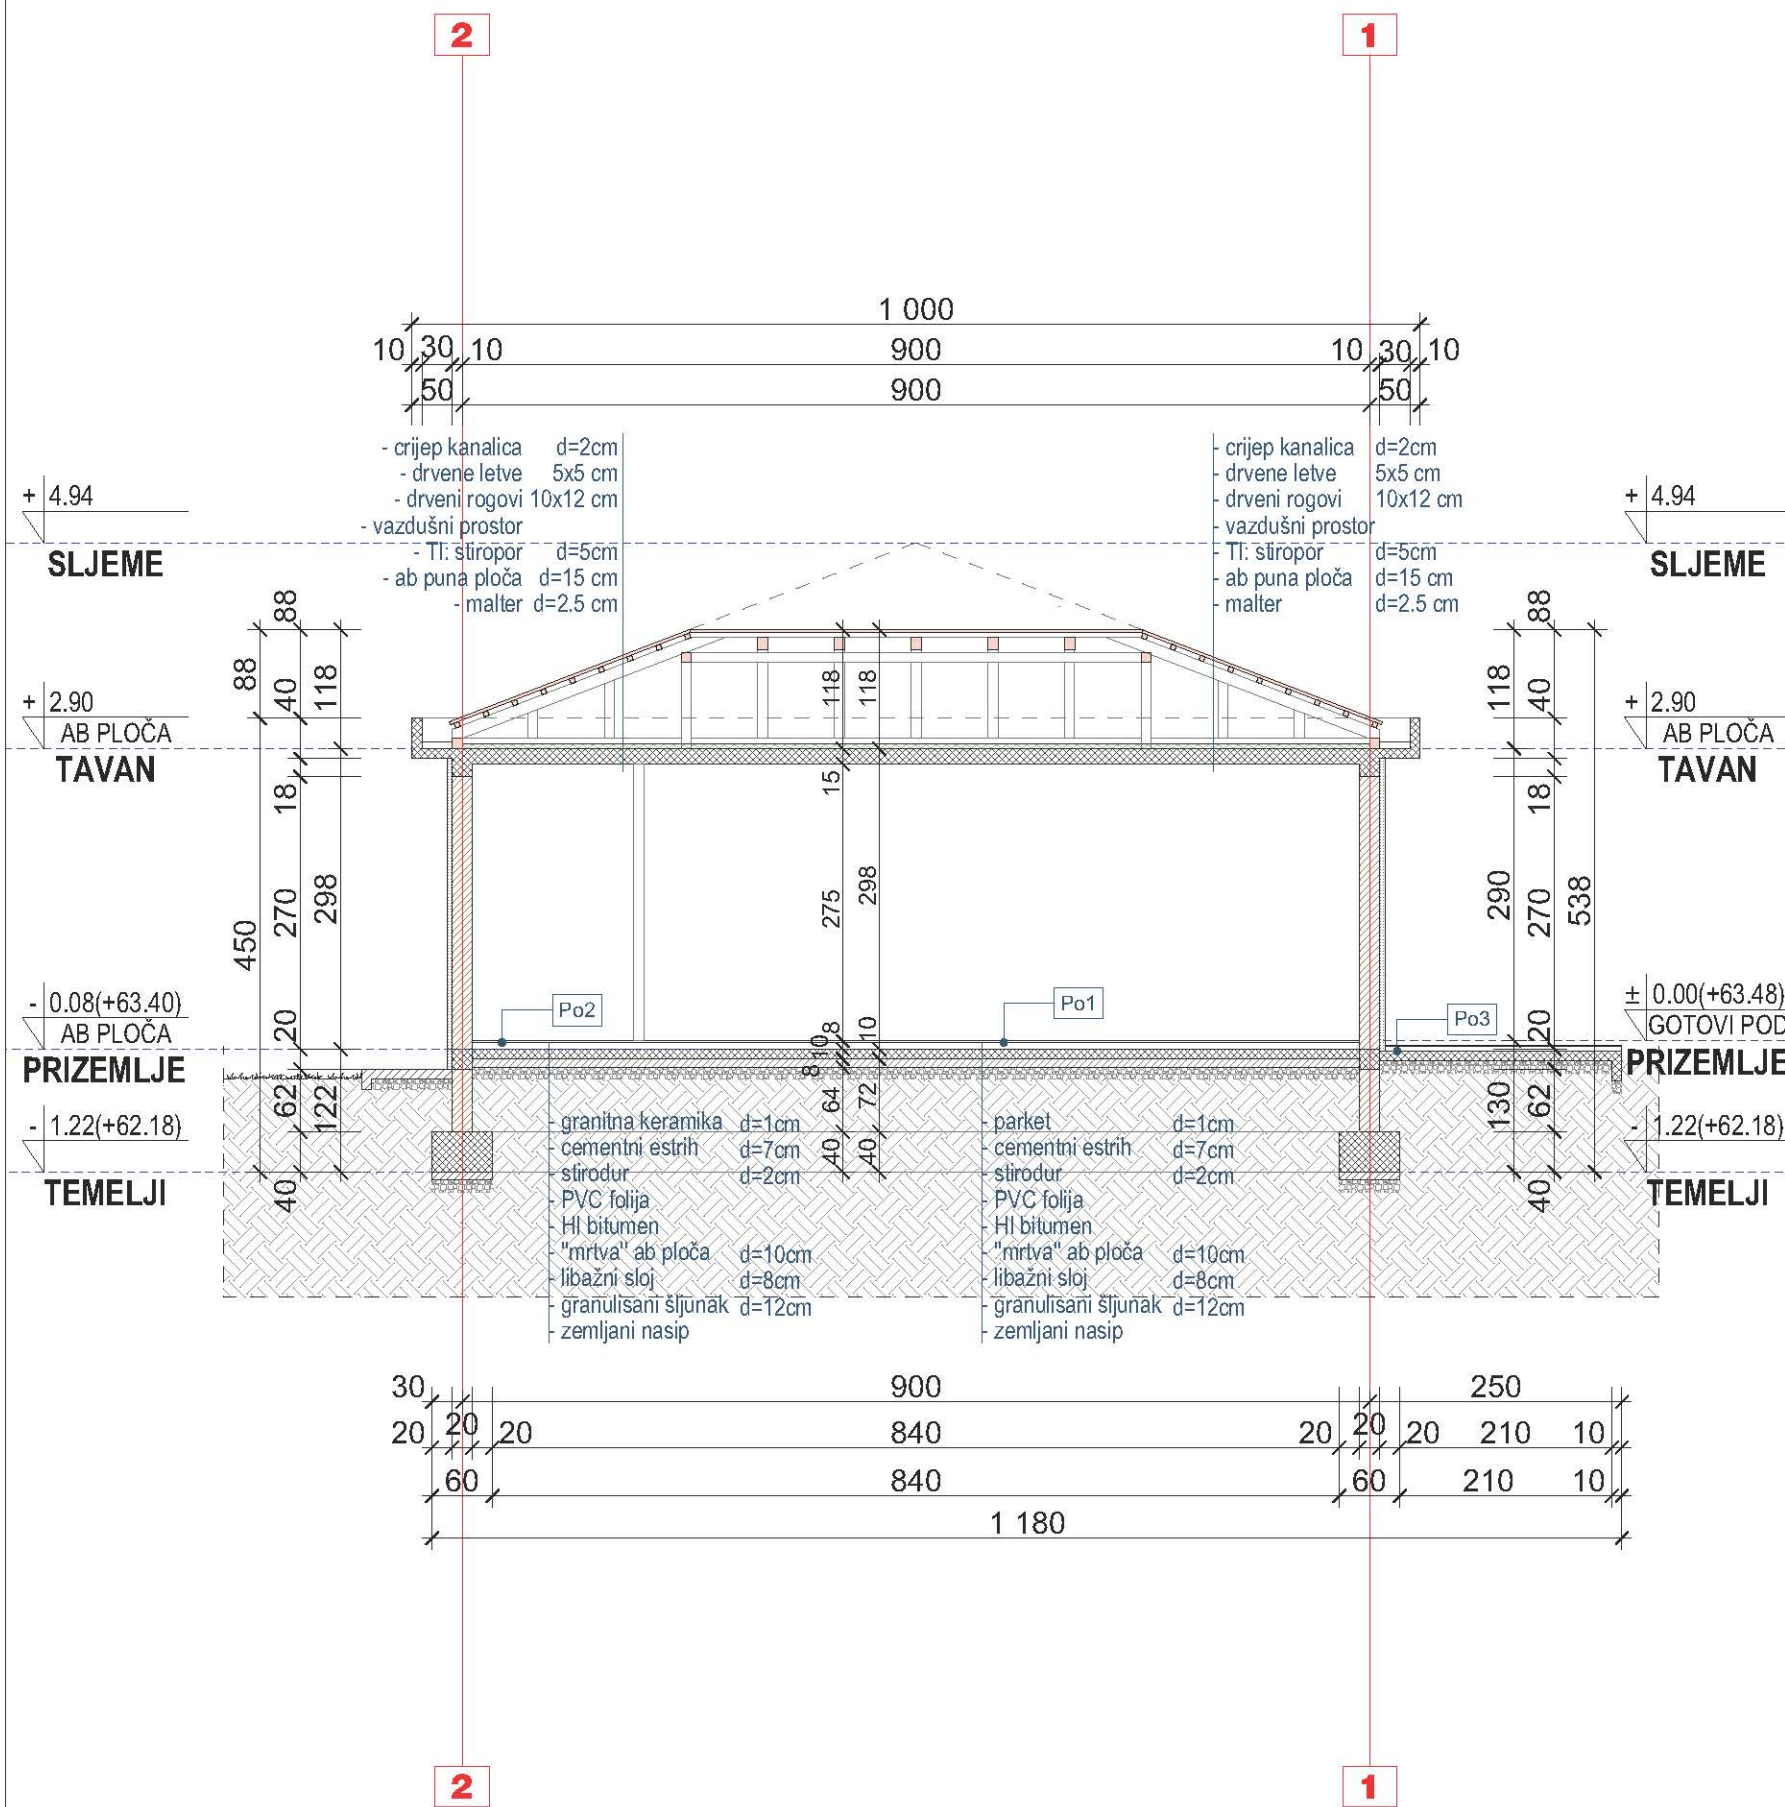 2 1
1 000
10 30 10 900 10 30 10
50 900 50
- crijep kanalica d=2cm
- drvene letve 5x5 cm
- drveni rogovi 10x12 cm
- vazdušni prostor
- TI: stiropor d=5cm
- ab puna ploča d=15 cm
- malter d=2.5 cm
- crijep kanalica d=2cm
- drvene letve 5x5 cm
- drveni rogovi 10x12 cm
- vazdušni prostor
- TI: stiropor d=5cm
- ab puna ploča d=15 cm
- malter d=2.5 cm
+ 4.94
SLJEME
+ 2.90
AB PLOČA
TAVAN
- 0.08(+63.40)
AB PLOČA
PRIZEMLJE
- 1.22(+62.18)
TEMELJI
88 450
88 40 18 270 20 62 40
118 298 122
118 15 275 8 10 8 64 40
118 298 10 72 40
118 290 130
88 40 18 270 20 62 40
538
+ 4.94
SLJEME
+ 2.90
AB PLOČA
TAVAN
± 0.00(+63.48)
GOTOVI POD
PRIZEMLJE
- 1.22(+62.18)
TEMELJI
Po2
Po1
Po3
- granitna keramika d=1cm
- cementni estrih d=7cm
- stirodur d=2cm
- PVC folija
- HI bitumen
- "mrtva" ab ploča d=10cm
- libažni sloj d=8cm
- granulisani šljunak d=12cm
- zemljani nasip
- parket d=1cm
- cementni estrih d=7cm
- stirodur d=2cm
- PVC folija
- HI bitumen
- "mrtva" ab ploča d=10cm
- libažni sloj d=8cm
- granulisani šljunak d=12cm
- zemljani nasip
30 900 250
20 20 20 840 20 20 20 210 10
60 840 60 210 10
1 180
2 1